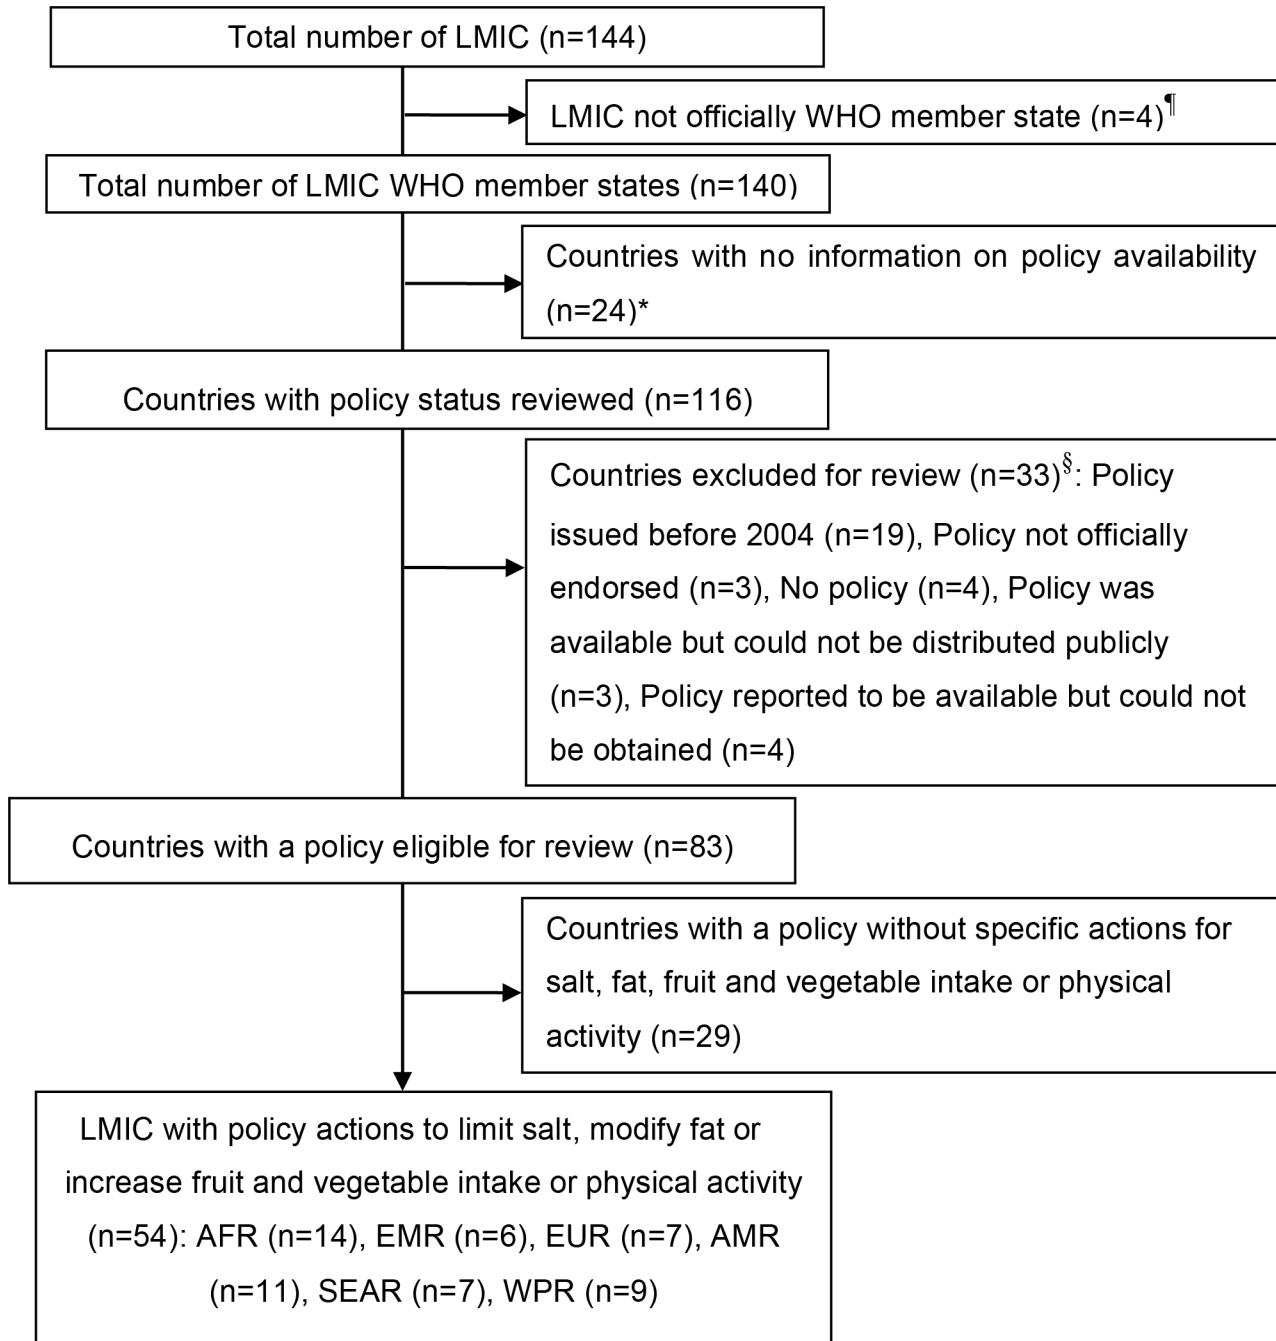 Total number of LMIC (n=144)
LMIC not officially WHO member state (n=4)¶
Total number of LMIC WHO member states (n=140)
Countries with no information on policy availability
(n=24)*
Countries with policy status reviewed (n=116)
Countries excluded for review (n=33)§: Policy
issued before 2004 (n=19), Policy not officially
endorsed (n=3), No policy (n=4), Policy was
available but could not be distributed publicly
(n=3), Policy reported to be available but could not
be obtained (n=4)
Countries with a policy eligible for review (n=83)
Countries with a policy without specific actions for
salt, fat, fruit and vegetable intake or physical
activity (n=29)
LMIC with policy actions to limit salt, modify fat or
increase fruit and vegetable intake or physical activity
(n=54): AFR (n=14), EMR (n=6), EUR (n=7), AMR
(n=11), SEAR (n=7), WPR (n=9)